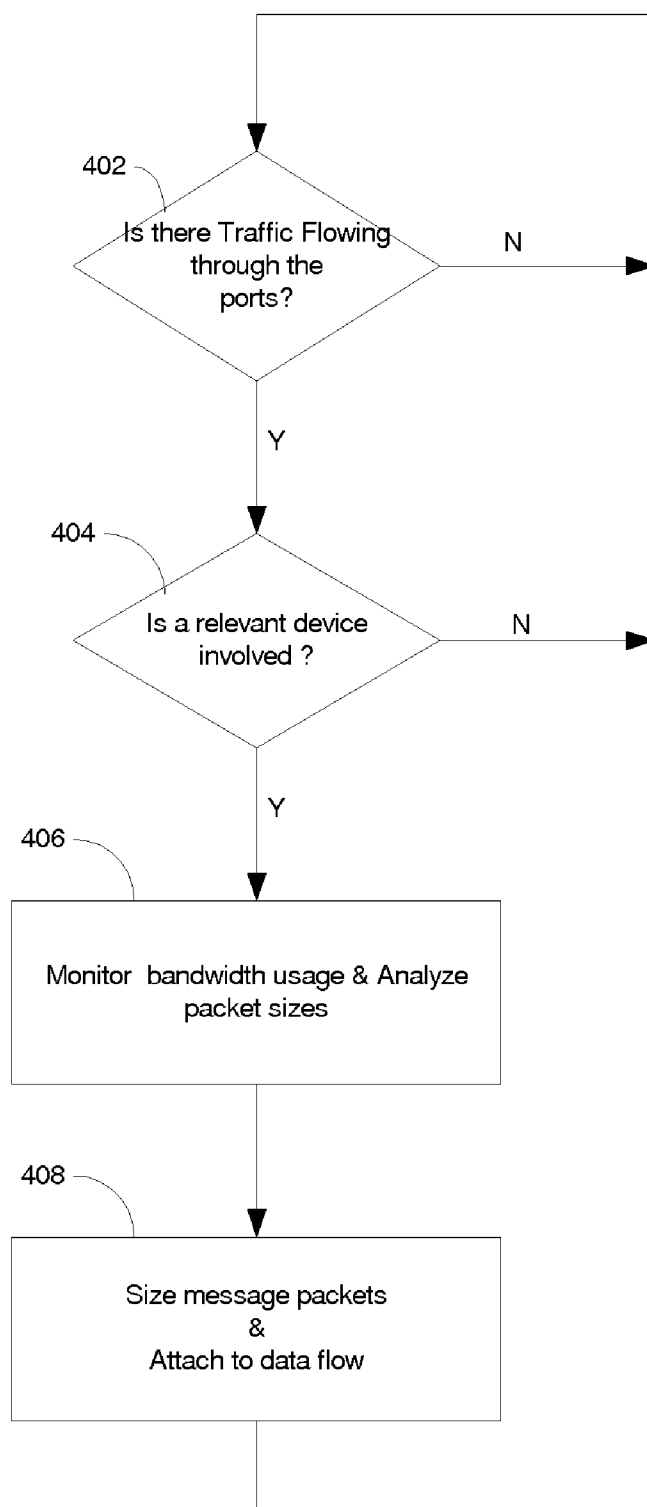 402
Is there Traffic Flowing
through the
ports?
N
Y
404
Is a relevant device
involved ?
N
Y
406
Monitor bandwidth usage & Analyze
packet sizes
408
Size message packets
&
Attach to data flow